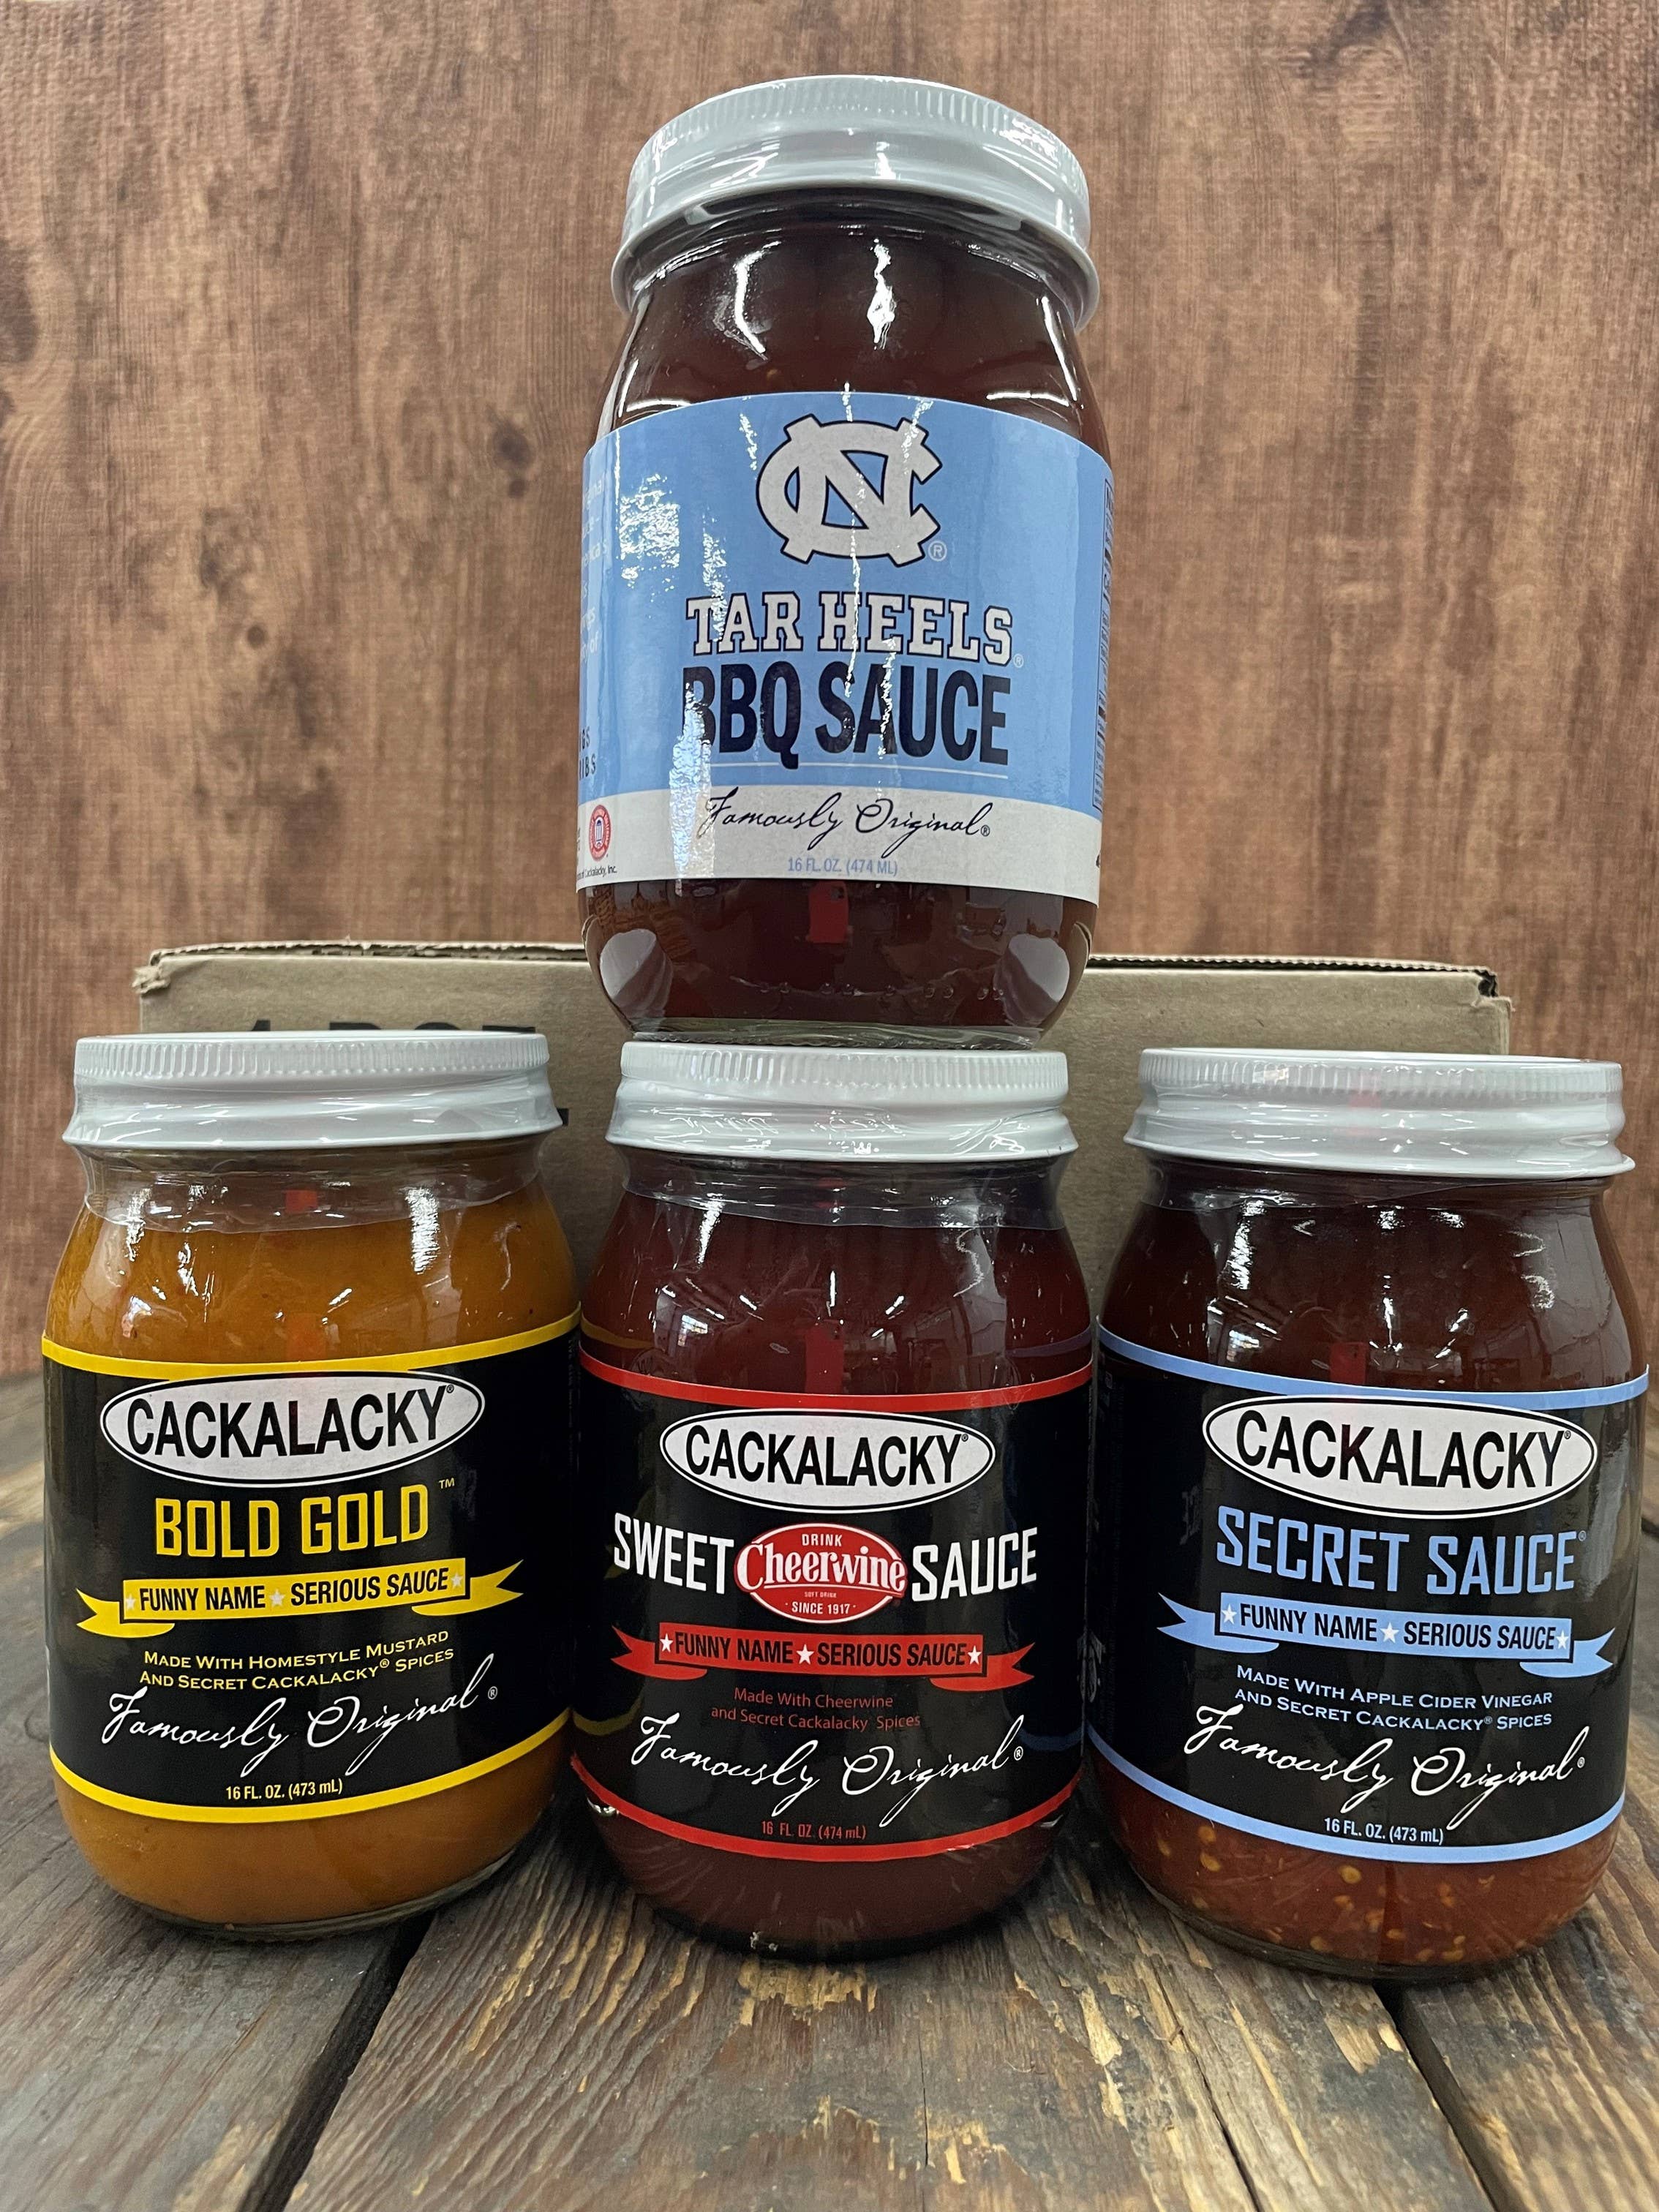 NC®
TAR HEELS®
BBQ SAUCE
Famously Original®
16 FL. OZ. (474 ML)
CACKALACKY®
BOLD GOLD™
FUNNY NAME ★ SERIOUS SAUCE
MADE WITH HOMESTYLE MUSTARD
AND SECRET CACKALACKY® SPICES
Famously Original®
16 FL. OZ. (473 mL)
CACKALACKY®
SWEET DRINK Cheerwine SOFT DRINK SINCE 1917 SAUCE
FUNNY NAME ★ SERIOUS SAUCE
Made With Cheerwine
and Secret Cackalacky Spices
Famously Original®
16 FL. OZ. (474 mL)
CACKALACKY®
SECRET SAUCE®
FUNNY NAME ★ SERIOUS SAUCE
MADE WITH APPLE CIDER VINEGAR
AND SECRET CACKALACKY® SPICES
Famously Original®
16 FL. OZ. (473 mL)